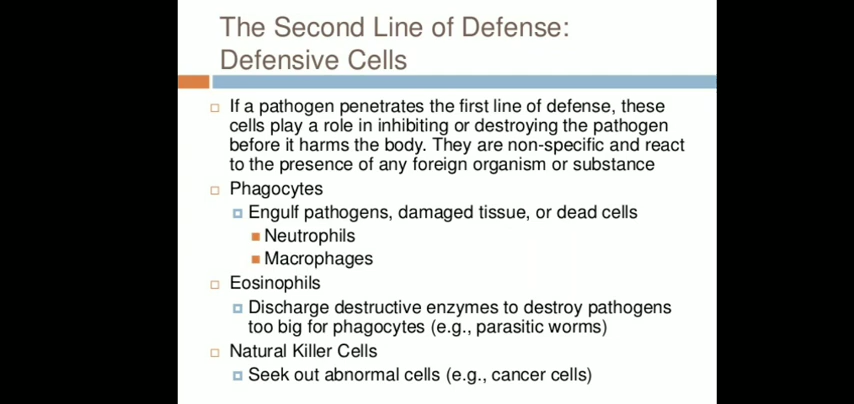 The Second Line of Defense:
Defensive Cells
If a pathogen penetrates the first line of defense, these
cells play a role in inhibiting or destroying the pathogen
before it harms the body. They are non-specific and react
to the presence of any foreign organism or substance
Phagocytes
Engulf pathogens, damaged tissue, or dead cells
Neutrophils
Macrophages
Eosinophils
Discharge destructive enzymes to destroy pathogens
too big for phagocytes (e.g., parasitic worms)
Natural Killer Cells
Seek out abnormal cells (e.g., cancer cells)